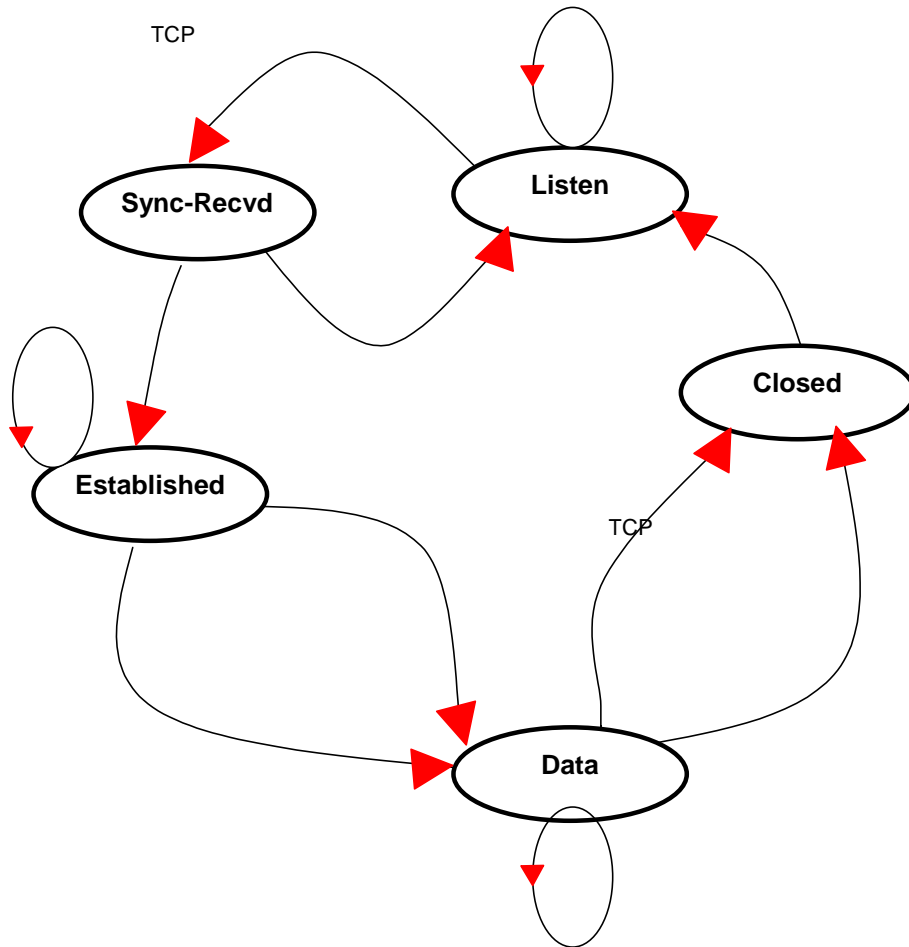 TCP
Listen
Sync-Recvd
Closed
Established
TCP
Data